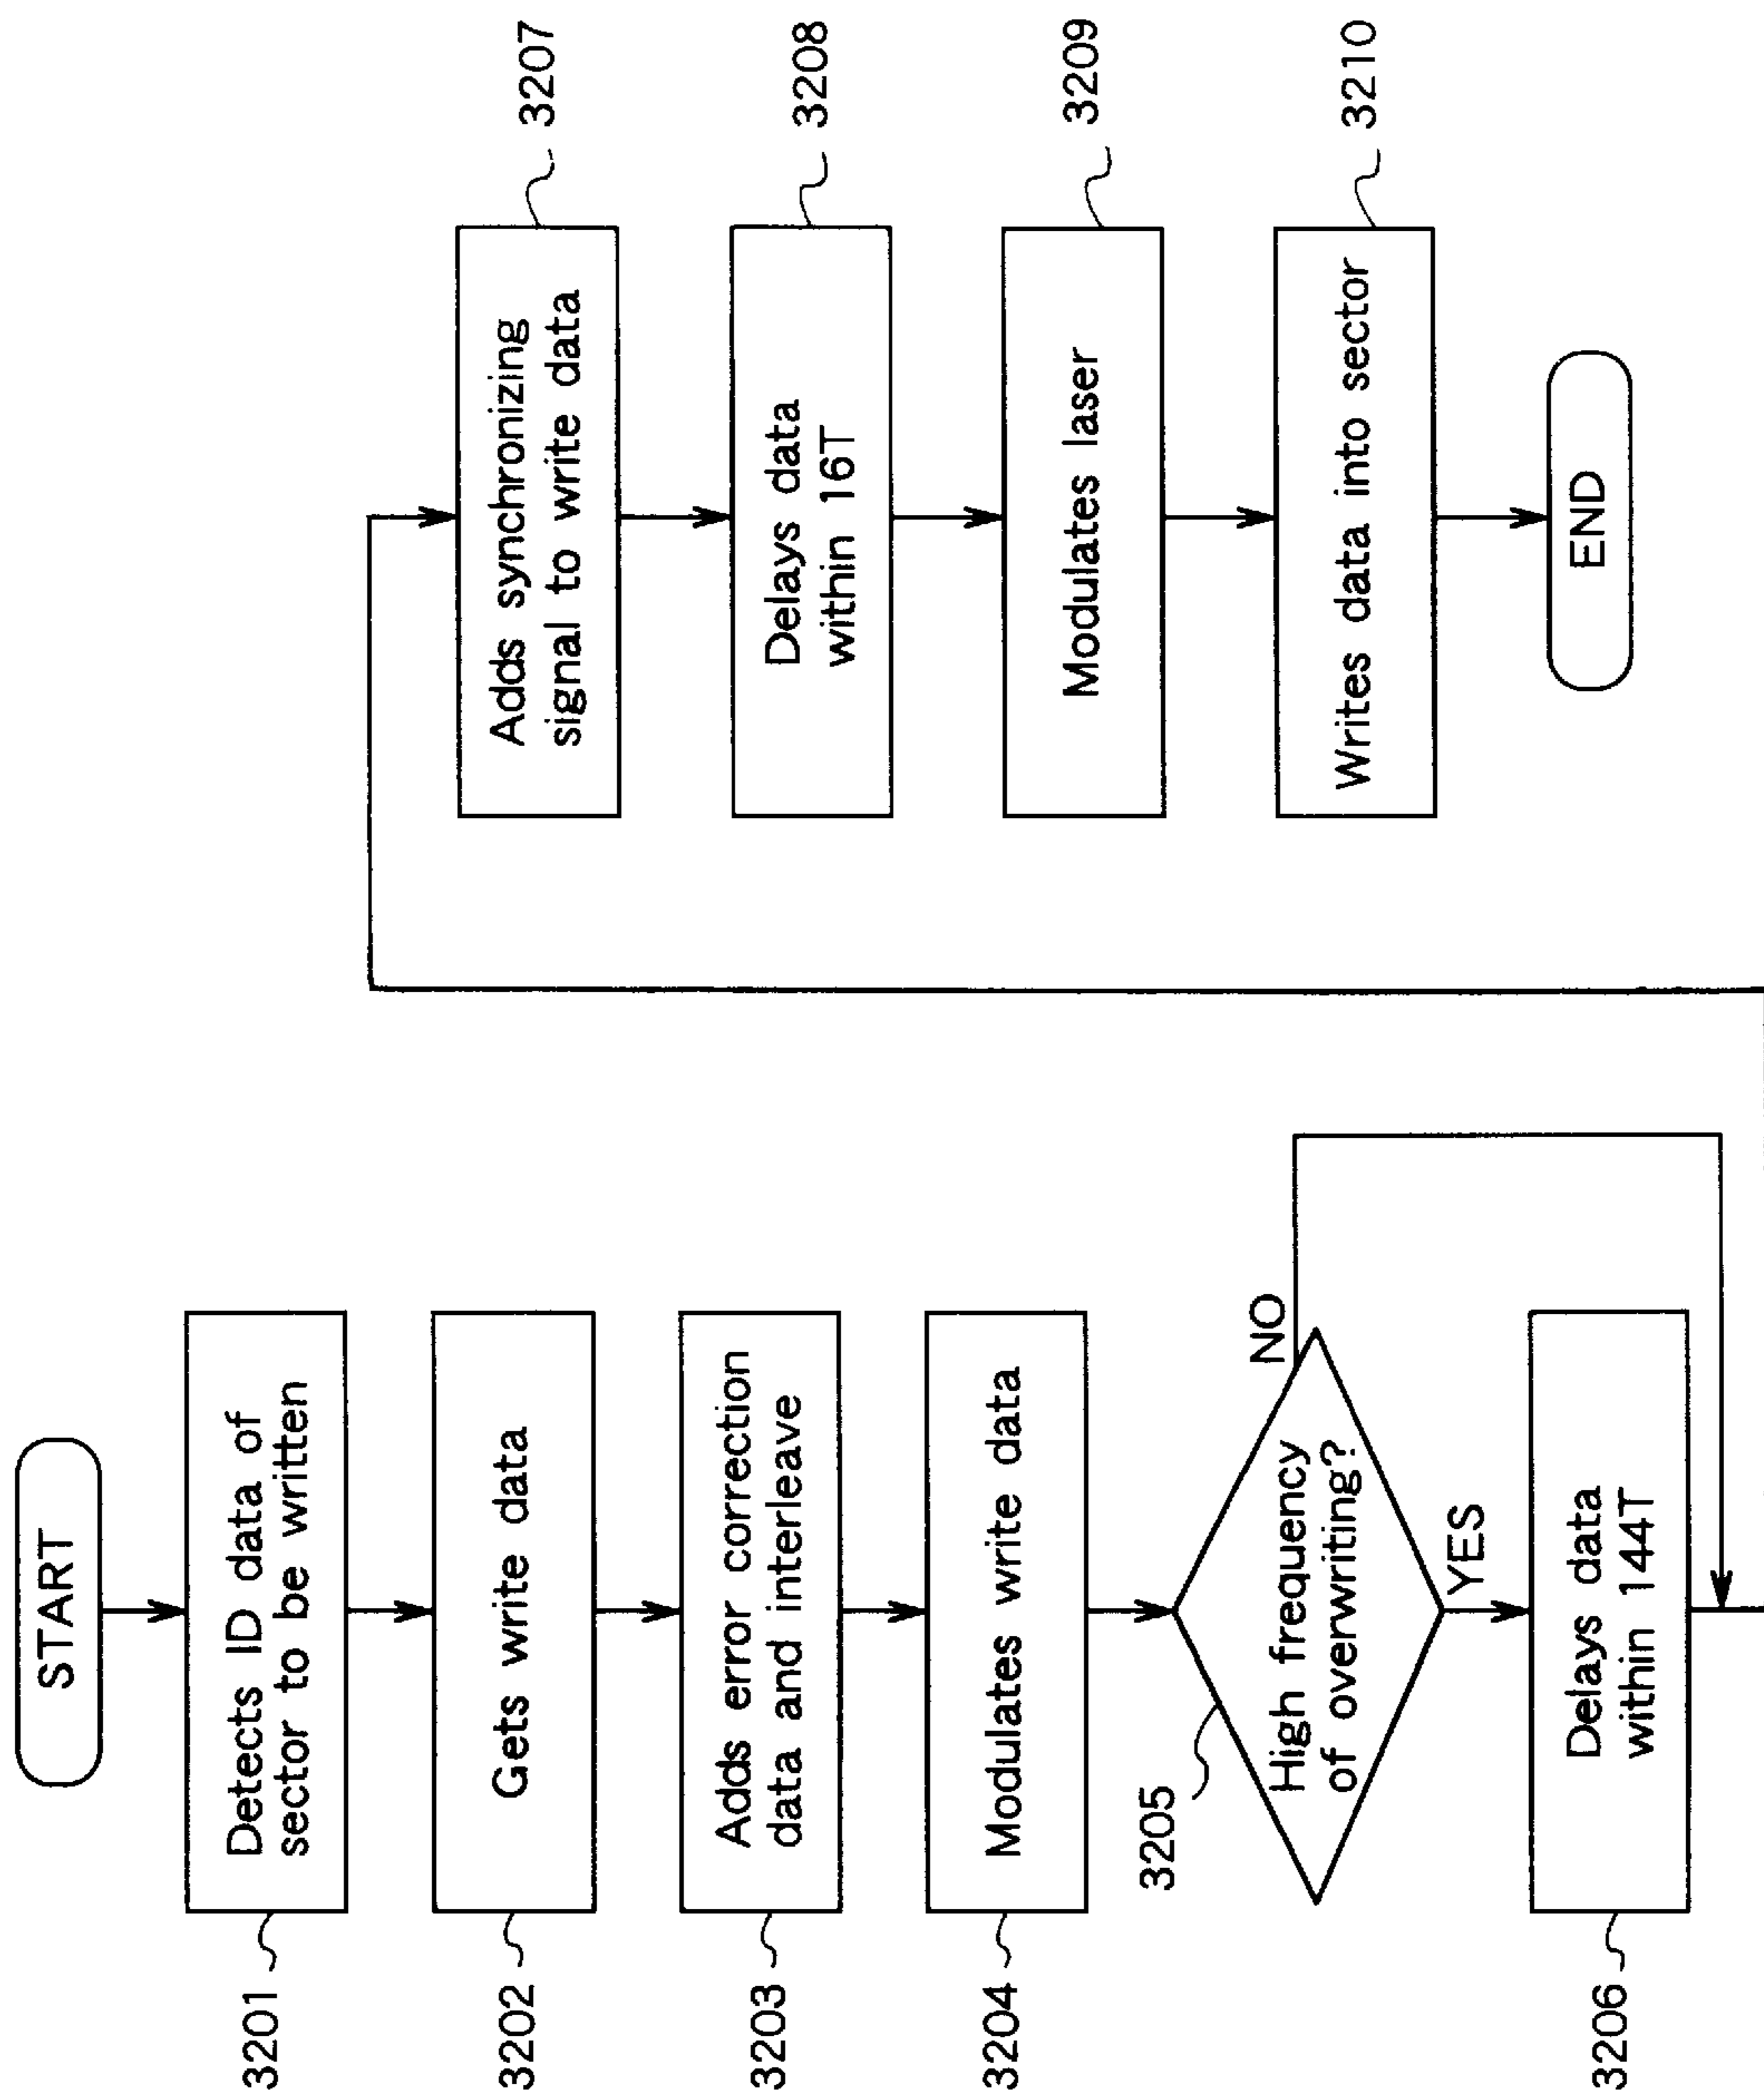 START
3201
Detects ID data of
sector to be written
3202
Gets write data
3203
Adds error correction
data and interleave
3204
Modulates write data
3205
High frequency
of overwriting?
NO
YES
3206
Delays data
within 144T
3207
Adds synchronizing
signal to write data
3208
Delays data
within 16T
3209
Modulates laser
3210
Writes data into sector
END